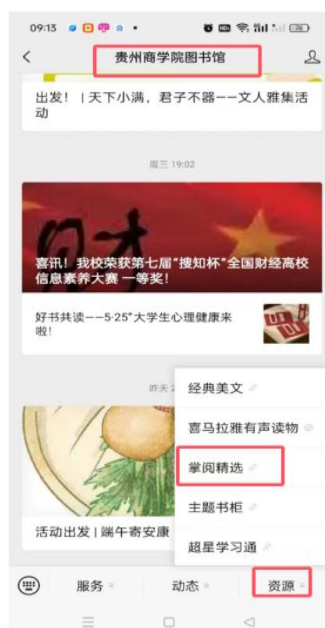 09:13
贵州商学院图书馆
出发！|天下小满，君子不器——文人雅集活
动
周三 19:02
喜讯！我校荣获第七届“搜知杯”全国财经高校
信息素养大赛 一等奖！
好书共读——5·25”大学生心理健康来
啦！
昨天
经典美文
喜马拉雅有声读物
掌阅精选
主题书柜
超星学习通
活动出发 | 端午寄安康
服务
动态
资源